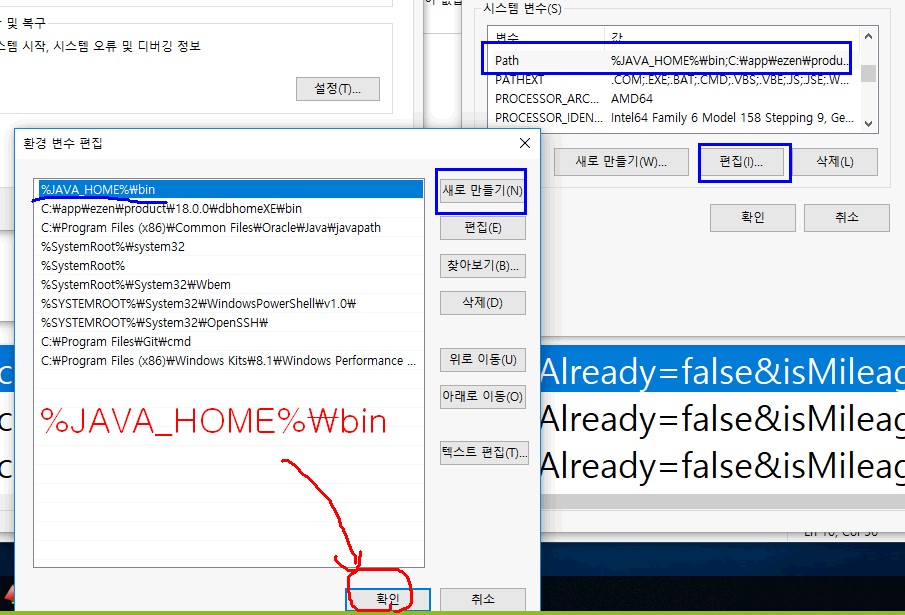 및 복구
스템 시작, 시스템 오류 및 디버깅 정보
설정(T)...
시스템 변수(S)
변수 값
Path %JAVA_HOME%₩bin;C:₩app₩ezen₩produ...
PATHEXT .COM;.EXE;.BAT;.CMD;.VBS;.VBE;.JS;.JSE;.W...
PROCESSOR_ARC... AMD64
PROCESSOR_IDEN... Intel64 Family 6 Model 158 Stepping 9, Ge...
새로 만들기(W)...
편집(I)...
삭제(L)
확인
취소
환경 변수 편집
%JAVA_HOME%₩bin
C:₩app₩ezen₩product₩18.0.0₩dbhomeXE₩bin
C:₩Program Files (x86)₩Common Files₩Oracle₩Java₩javapath
%SystemRoot%₩system32
%SystemRoot%
%SystemRoot%₩System32₩Wbem
%SYSTEMROOT%₩System32₩WindowsPowerShell₩v1.0₩
%SYSTEMROOT%₩System32₩OpenSSH₩
C:₩Program Files₩Git₩cmd
C:₩Program Files (x86)₩Windows Kits₩8.1₩Windows Performance ...
%JAVA_HOME%₩bin
새로 만들기(N)
편집(E)
찾아보기(B)...
삭제(D)
위로 이동(U)
아래로 이동(O)
텍스트 편집(T)...
확인
취소
Already=false&isMileag
Already=false&isMileag
Already=false&isMileag